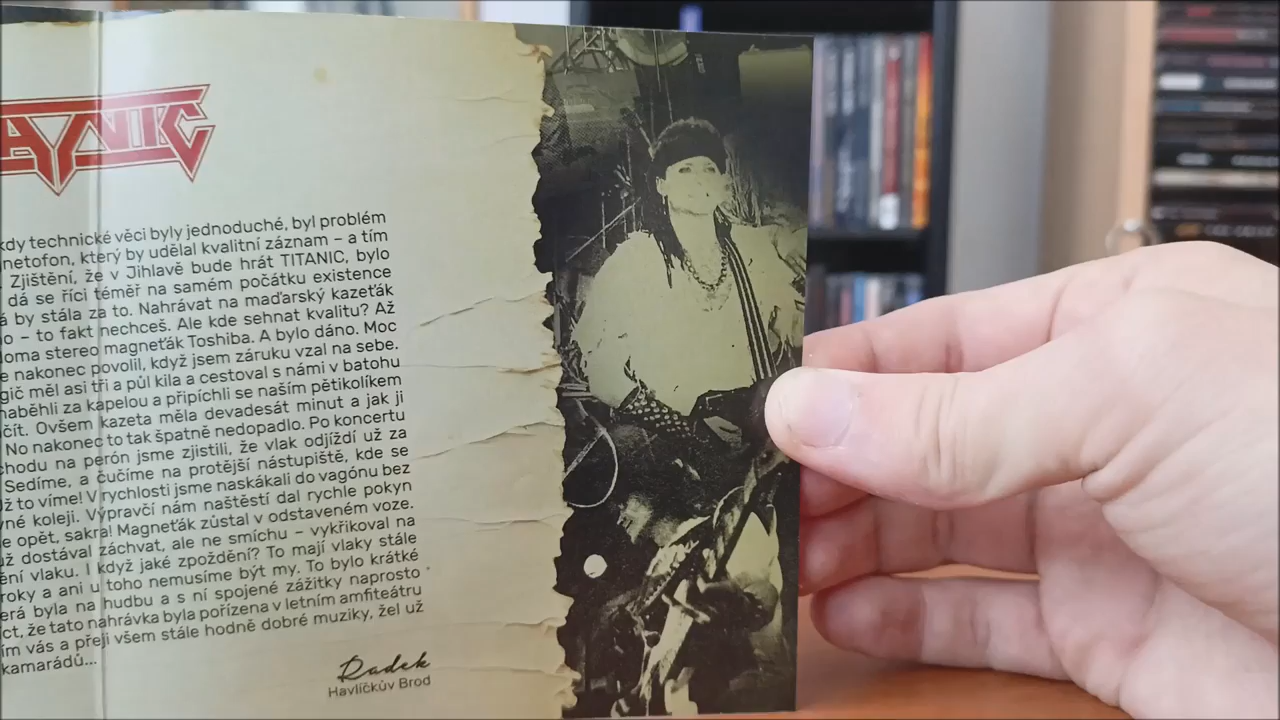 kdy technické věci byly jednoduché, byl problém
netofon, který by udělal kvalitní záznam – a tím
. Zjištění, že v Jihlavě bude hrát TITANIC, bylo
dá se říci téměř na samém počátku existence
á by stála za to. Nahrávat na maďarský kazeťák
o – to fakt nechceš. Ale kde sehnat kvalitu? Až
doma stereo magneťák Toshiba. A bylo dáno. Moc
e nakonec povolil, když jsem záruku vzal na sebe.
gič měl asi tři a půl kila a cestoval s námi v batohu
naběhli za kapelou a připíchli se naším pětikolíkem
čít. Ovšem kazeta měla devadesát minut a jak ji
No nakonec to tak špatně nedopadlo. Po koncertu
chodu na perón jsme zjistili, že vlak odjíždí už za
Sedíme, a čučíme na protější nástupiště, kde se
dž to víme! V rychlosti jsme naskákali do vagónu bez
vné koleji. Výpravčí nám naštěstí dal rychle pokyn
e opět, sakra! Magneťák zůstal v odstaveném voze.
už dostával záchvat, ale ne smíchu – vykřikoval na
ění vlaku. I když jaké zpoždění? To mají vlaky stále
roky a ani u toho nemusíme být my. To bylo krátké
erá byla na hudbu a s ní spojené zážitky naprosto
íct, že tato nahrávka byla pořízena v letním amfiteátru
ím vás a přeji všem stále hodně dobré muziky, žel už
kamarádů...
Radek
Havlíčkův Brod